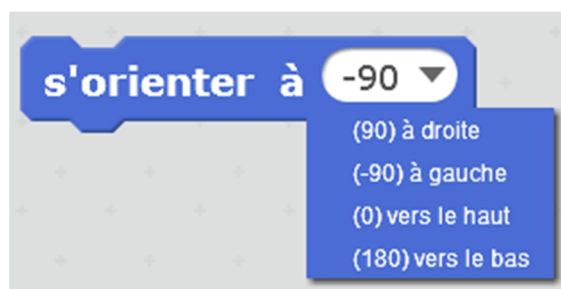 s'orienter à -90
(90) à droite
(-90) à gauche
(0) vers le haut
(180) vers le bas